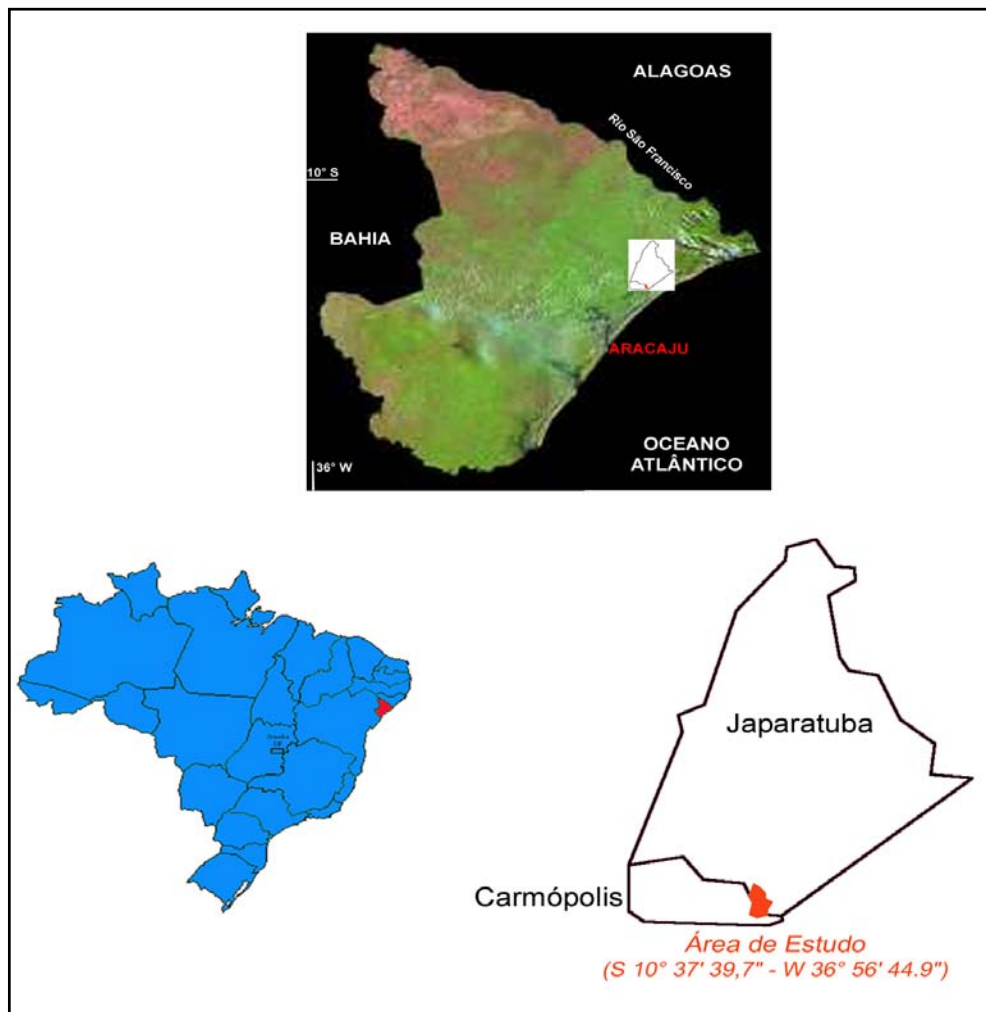 ALAGOAS
Rio São Francisco
10° S
BAHIA
ARACAJU
OCEANO
ATLÂNTICO
36° W
Japaratuba
Carmópolis
Área de Estudo
(S 10° 37' 39,7" - W 36° 56' 44.9")